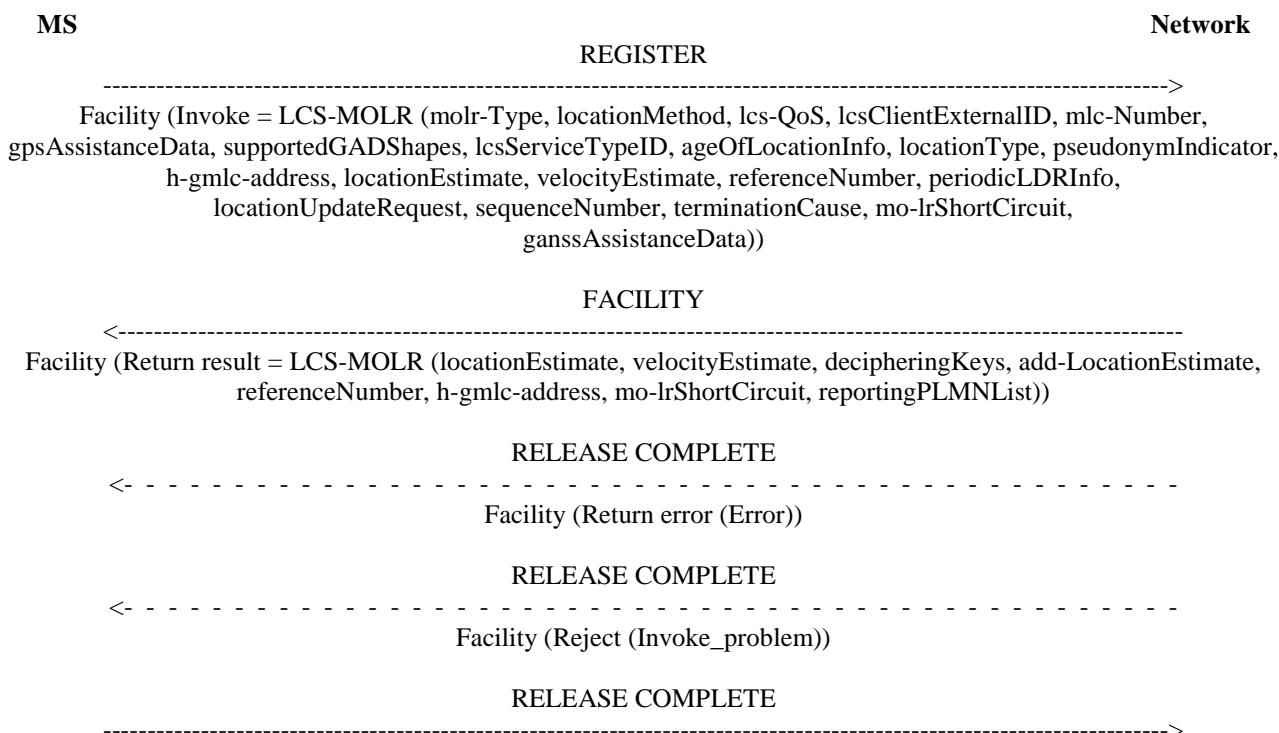 MS Network
REGISTER
------------------------------------------------------------------------------------------------------------------------>
Facility (Invoke = LCS-MOLR (molr-Type, locationMethod, lcs-QoS, lcsClientExternalID, mlc-Number,
gpsAssistanceData, supportedGADShapes, lcsServiceTypeID, ageOfLocationInfo, locationType, pseudonymIndicator,
h-gmlc-address, locationEstimate, velocityEstimate, referenceNumber, periodicLDRInfo,
locationUpdateRequest, sequenceNumber, terminationCause, mo-lrShortCircuit,
ganssAssistanceData))
FACILITY
<------------------------------------------------------------------------------------------------------------------------
Facility (Return result = LCS-MOLR (locationEstimate, velocityEstimate, decipheringKeys, add-LocationEstimate,
referenceNumber, h-gmlc-address, mo-lrShortCircuit, reportingPLMNList))
RELEASE COMPLETE
<- - - - - - - - - - - - - - - - - - - - - - - - - - - - - - - - - - - - - - - - - - - - - - - -
Facility (Return error (Error))
RELEASE COMPLETE
<- - - - - - - - - - - - - - - - - - - - - - - - - - - - - - - - - - - - - - - - - - - - - - - -
Facility (Reject (Invoke_problem))
RELEASE COMPLETE
------------------------------------------------------------------------------------------------------------------------>